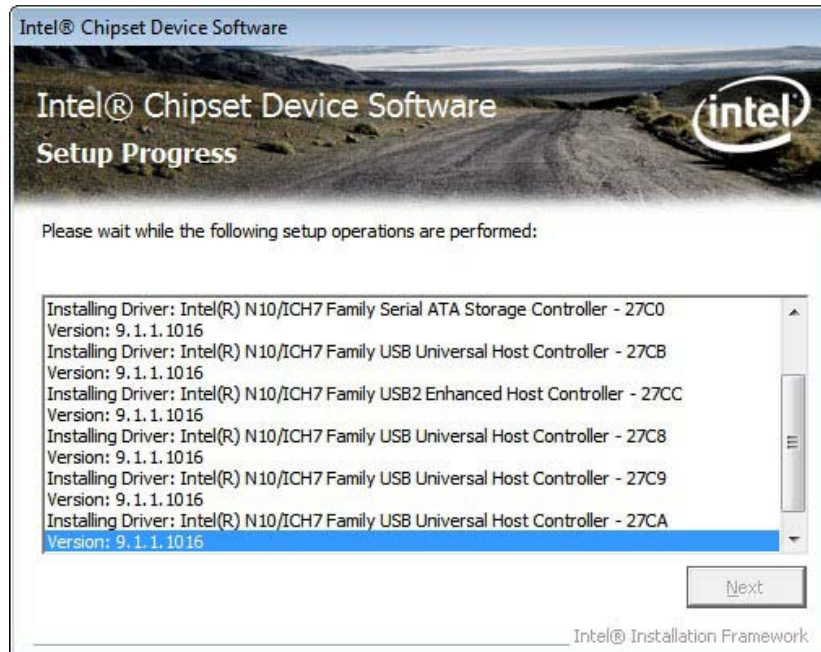 Intel® Chipset Device Software
Intel® Chipset Device Software
intel
Setup Progress
Please wait while the following setup operations are performed:
Installing Driver: Intel(R) N10/ICH7 Family Serial ATA Storage Controller - 27C0
Version: 9.1.1.1016
Installing Driver: Intel(R) N10/ICH7 Family USB Universal Host Controller - 27CB
Version: 9.1.1.1016
Installing Driver: Intel(R) N10/ICH7 Family USB2 Enhanced Host Controller - 27CC
Version: 9.1.1.1016
Installing Driver: Intel(R) N10/ICH7 Family USB Universal Host Controller - 27C8
Version: 9.1.1.1016
Installing Driver: Intel(R) N10/ICH7 Family USB Universal Host Controller - 27C9
Version: 9.1.1.1016
Installing Driver: Intel(R) N10/ICH7 Family USB Universal Host Controller - 27CA
Version: 9.1.1.1016
Next
Intel® Installation Framework